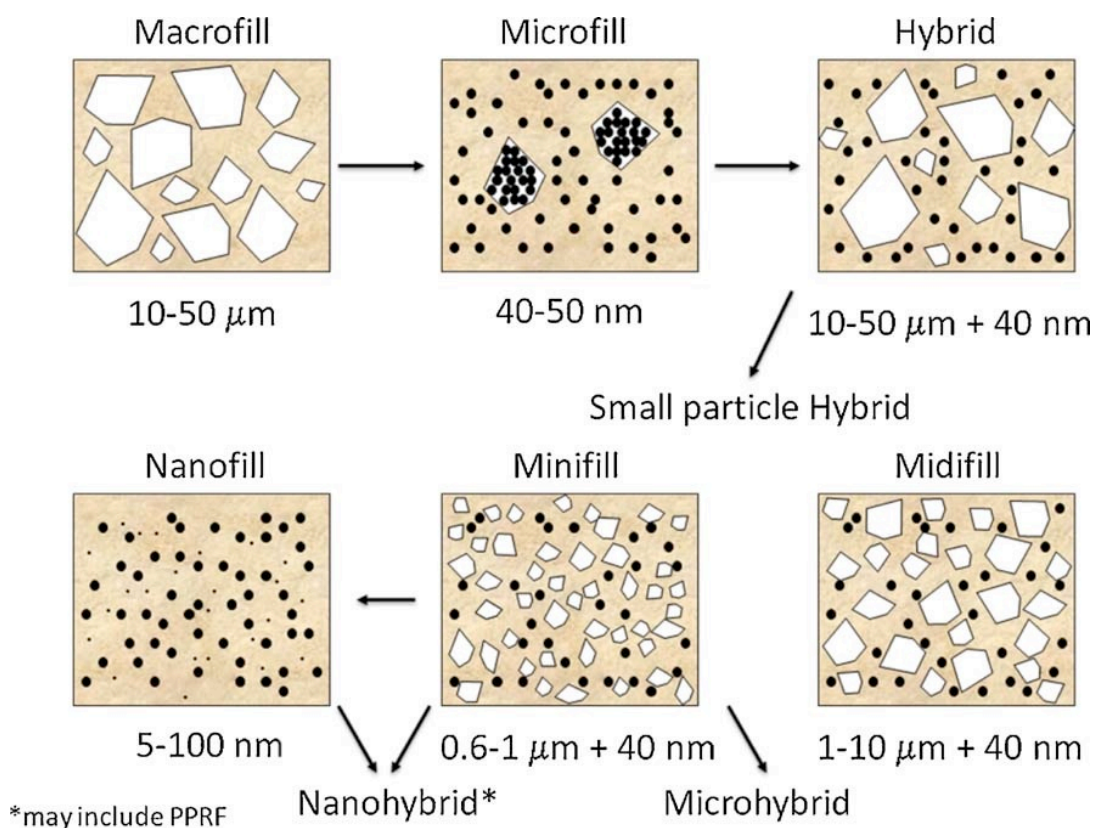 Macrofill
Microfill
Hybrid
10-50 μm
40-50 nm
10-50 μm + 40 nm
Small particle Hybrid
Nanofill
Minifill
Midifill
5-100 nm
0.6-1 μm + 40 nm
1-10 μm + 40 nm
*may include PPRF
Nanohybrid*
Microhybrid